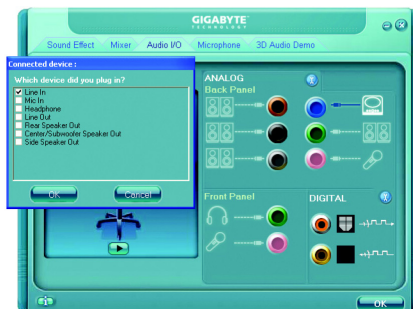 GIGABYTE
TECHNOLOGY
Sound Effect
Mixer
Audio I/O
Microphone
3D Audio Demo
Connected device :
Which device did you plug in?
Line In
Mic In
Headphone
Line Out
Rear Speaker Out
Center/Subwoofer Speaker Out
Side Speaker Out
OK
Cancel
ANALOG
Back Panel
Front Panel
DIGITAL
OK